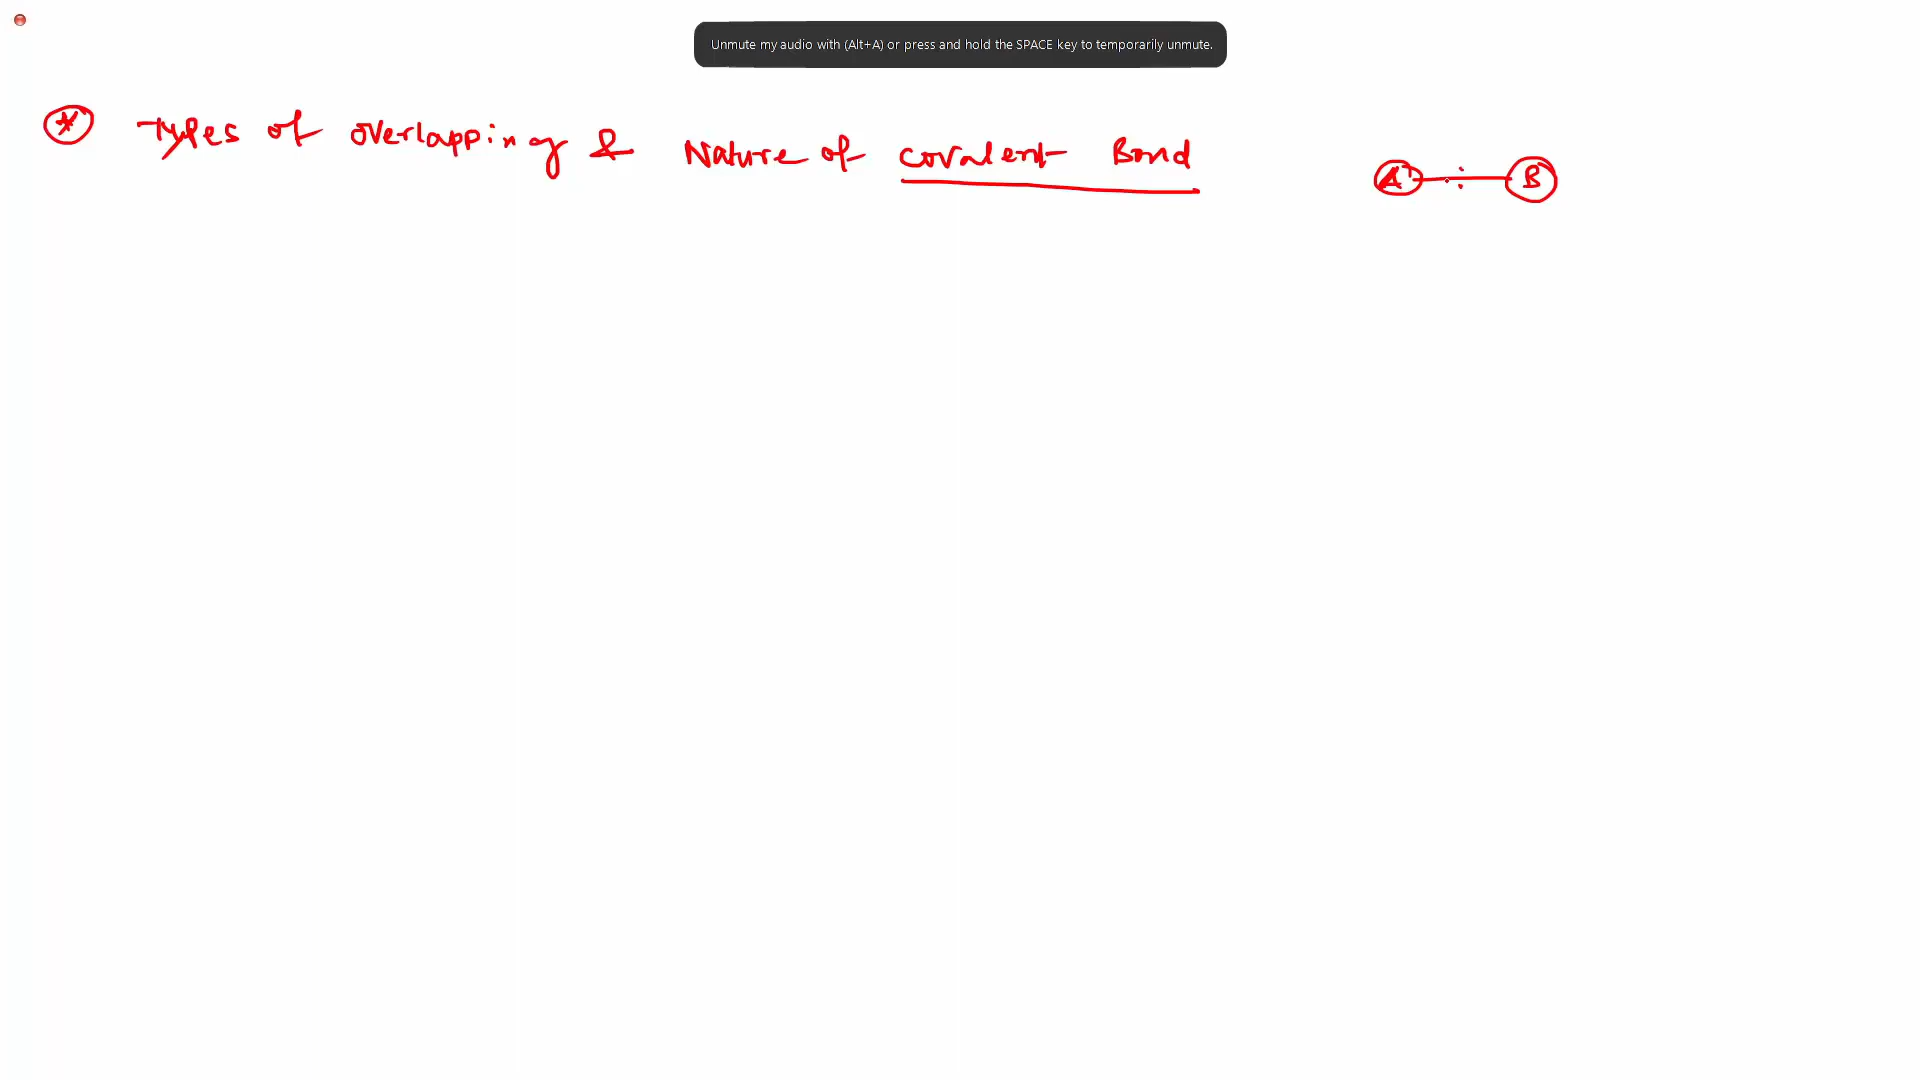 Unmute my audio with (Alt+A) or press and hold the SPACE key to temporarily unmute.
* Types of overlapping & Nature of covalent Bond
A : B